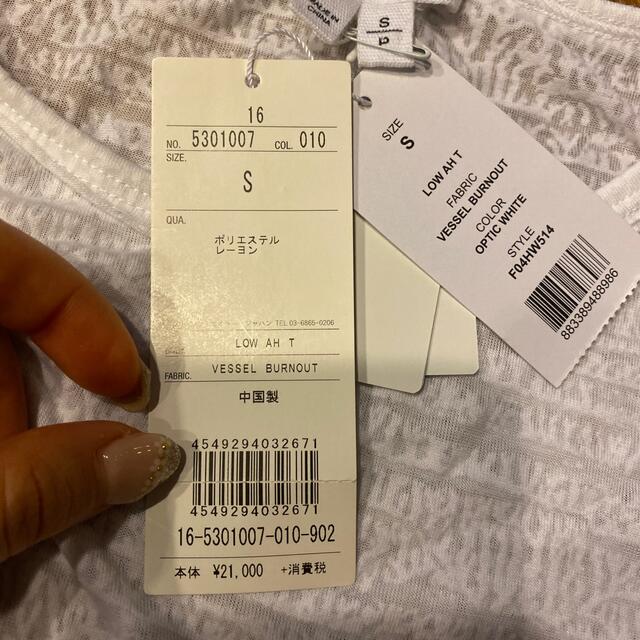 MADE IN
CHINA
S
P
16
NO. 5301007 COL. 010
SIZE.
S
QUA.
ポリエステル
レーヨン
ジャパン TEL 03-6865-0206
LOW AH T
FABRIC. VESSEL BURNOUT
中国製
4549294032671
4549294032671
16-5301007-010-902
本体 ¥21,000 +消費税
SIZE
S
LOW AH T
FABRIC
VESSEL BURNOUT
COLOR
OPTIC WHITE
STYLE
F04HW514
883389488986